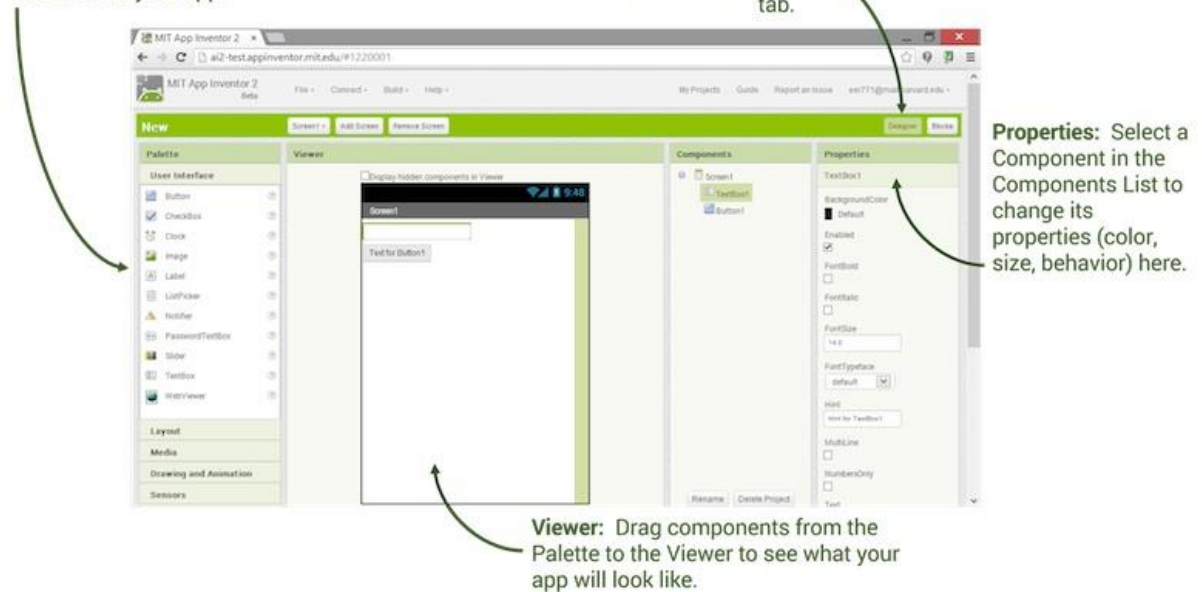 tab.
MIT App Inventor 2
ai2-test.appinventor.mit.edu/#1220001
MIT App Inventor 2
Beta
File Connect Build Help
My Projects Guide Report an Issue
New
Screen1 Add Screen Remove Screen
Designer Blocks
Palette
Viewer
Components
Properties
User Interface
Button
CheckBox
Clock
Image
Label
ListPicker
Notifier
PasswordTextBox
Slider
TextBox
WebViewer
Layout
Media
Drawing and Animation
Sensors
Display hidden components in Viewer
9:48
Screen1
Text for Button1
Screen1
TextBox1
Button1
Rename Delete Project
TextBox1
BackgroundColor
Default
Enabled
FontBold
FontItalic
FontSize
14.0
FontTypeface
default
Hint
Hint for TextBox1
MultiLine
NumbersOnly
Text
Properties: Select a
Component in the
Components List to
change its
properties (color,
size, behavior) here.
Viewer: Drag components from the
Palette to the Viewer to see what your
app will look like.